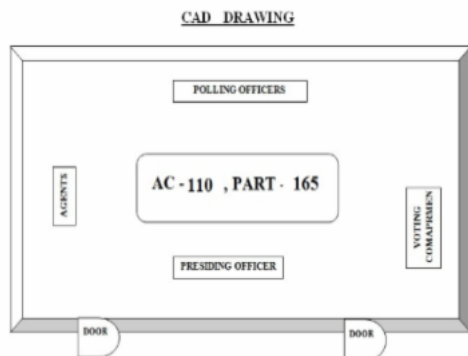 CAD DRAWING
POLLING OFFICERS
AGENTS
AC - 110 , PART - 165
VOTING
COMAPRMEN
PRESIDING OFFICER
DOOR
DOOR